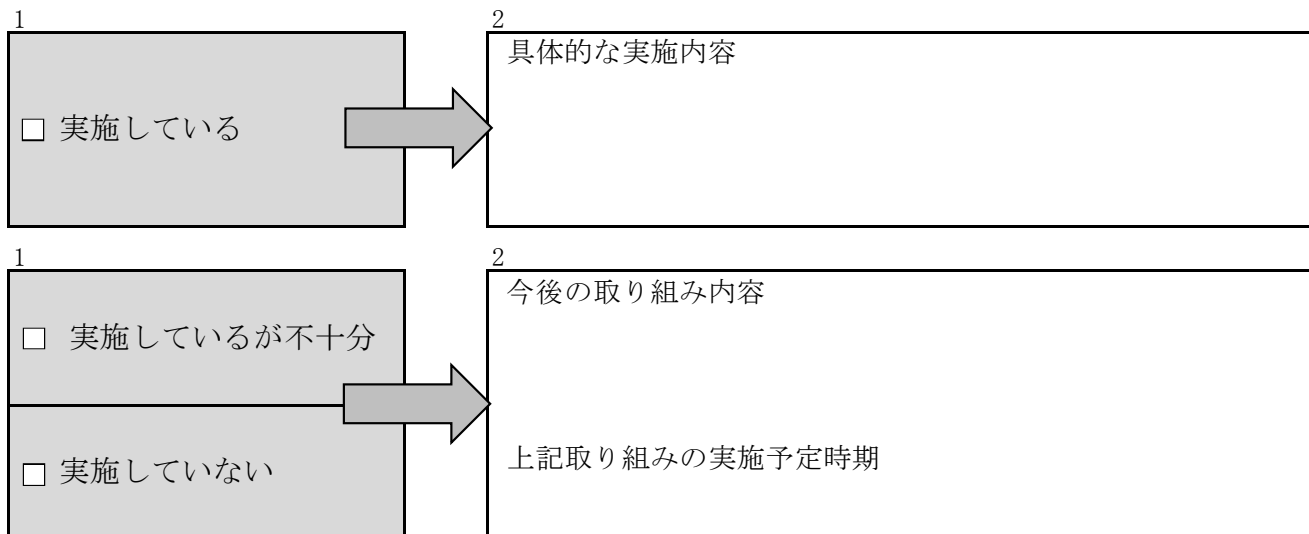 1
2
□ 実施している
具体的な実施内容
1
2
□ 実施しているが不十分
今後の取り組み内容
□ 実施していない
上記取り組みの実施予定時期